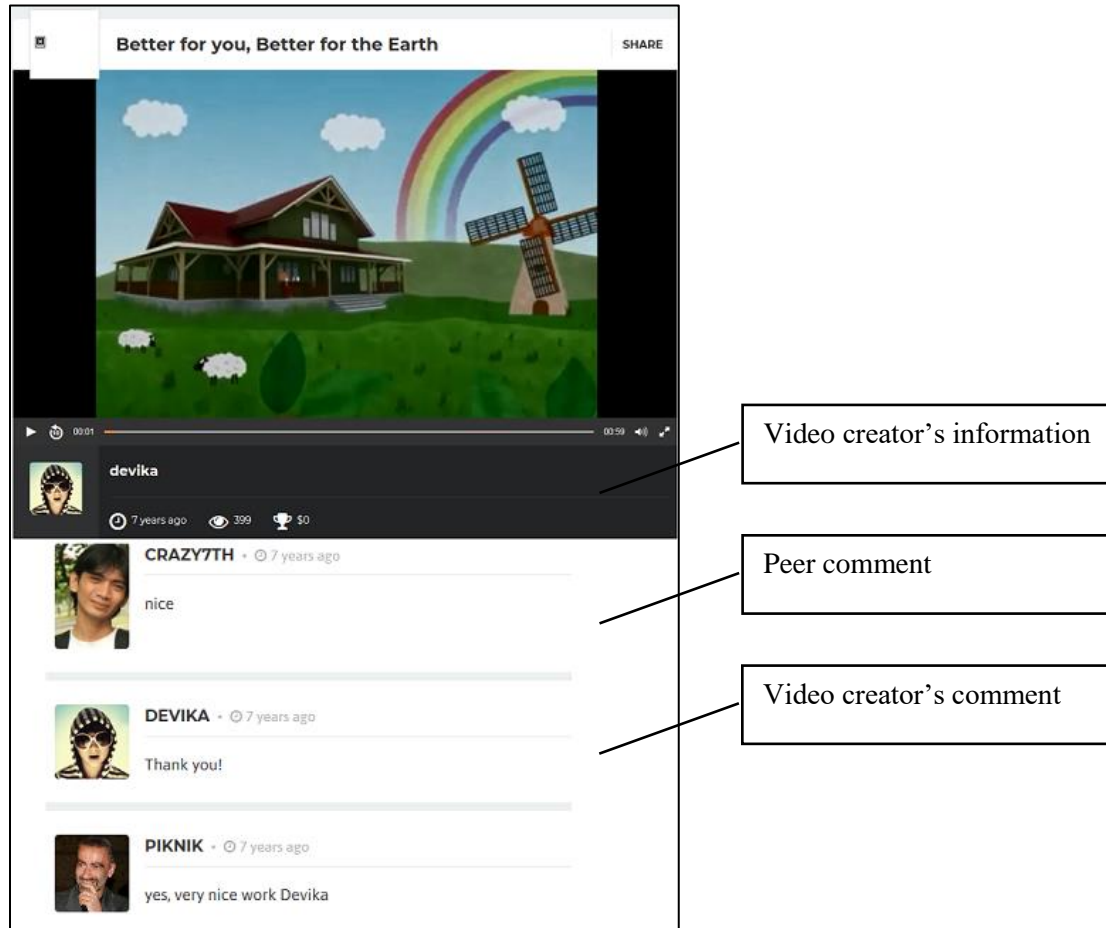 Better for you, Better for the Earth
SHARE
00:01
00:59
devika
7 years ago 399 $0
Video creator’s information
CRAZY7TH • 7 years ago
nice
Peer comment
DEVIKA • 7 years ago
Thank you!
Video creator’s comment
PIKNIK • 7 years ago
yes, very nice work Devika